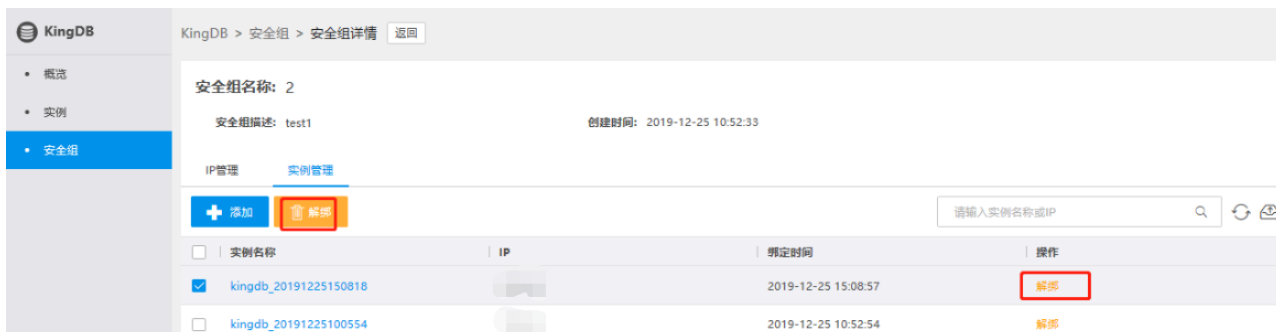 KingDB
KingDB > 安全组 > 安全组详情 返回
概览
实例
安全组
安全组名称: 2
安全组描述: test1 创建时间: 2019-12-25 10:52:33
IP管理 实例管理
添加 解绑 请输入实例名称或IP
实例名称 IP 绑定时间 操作
kingdb_20191225150818 2019-12-25 15:08:57 解绑
kingdb_20191225100554 2019-12-25 10:52:54 解绑